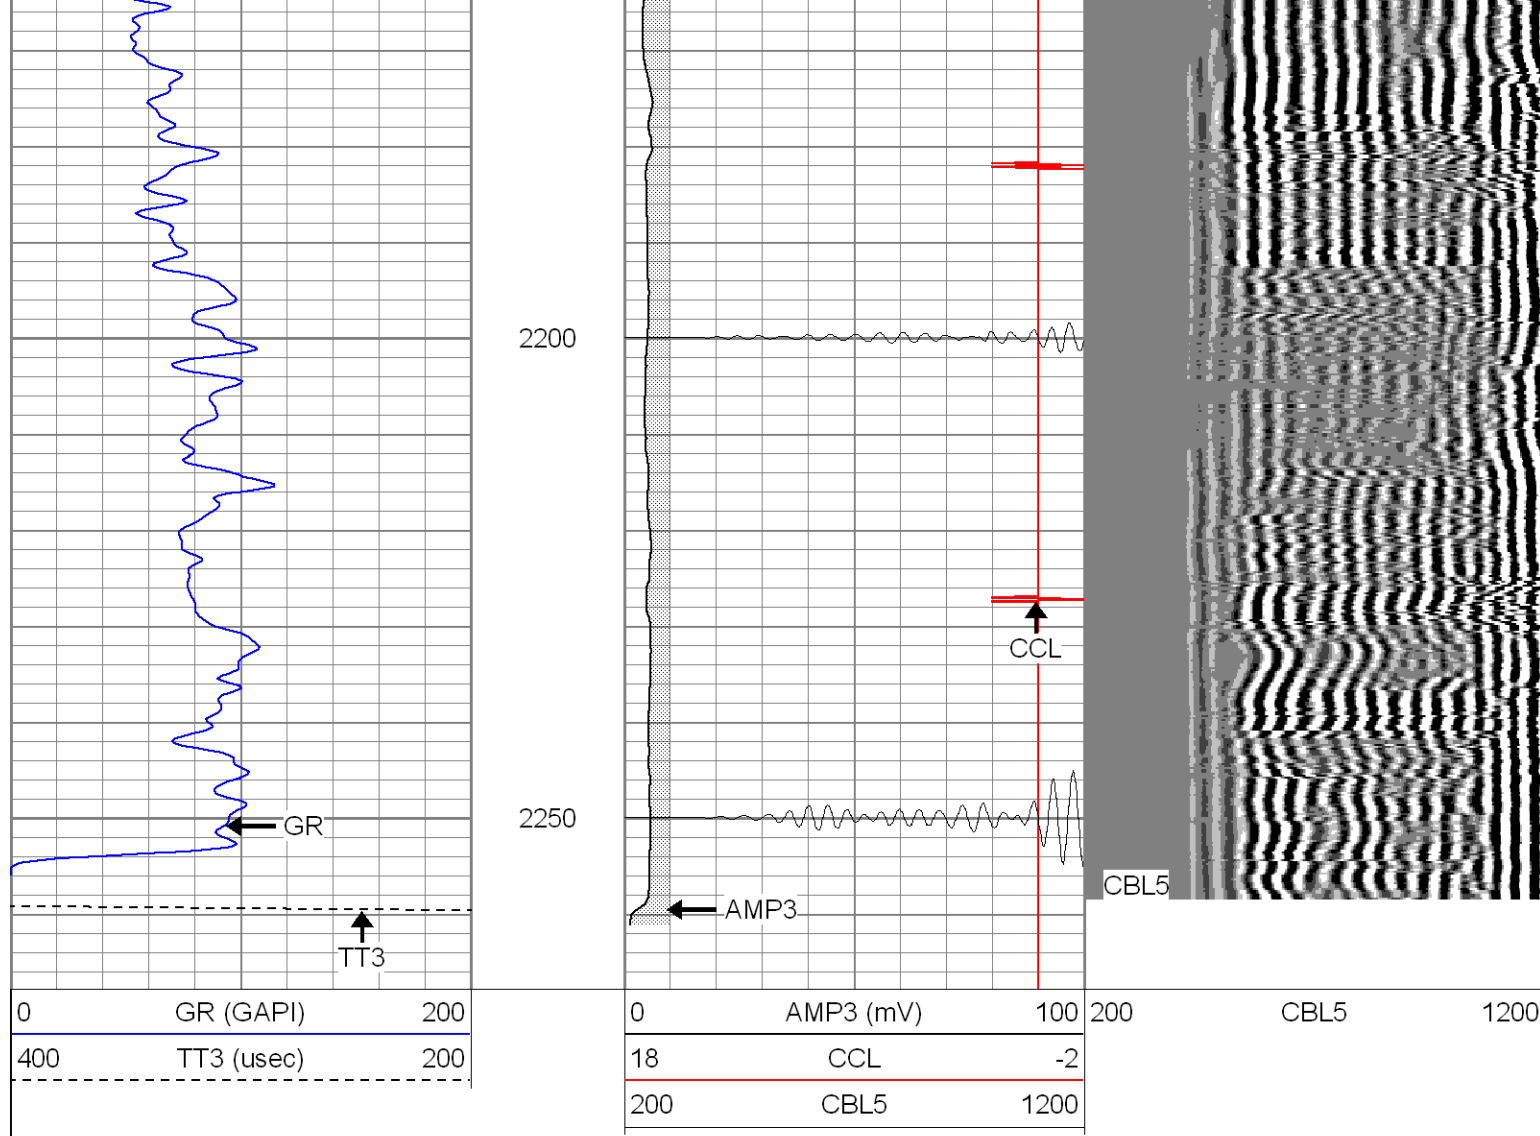 2200
CCL
2250
GR
CBL5
AMP3
TT3
0 GR (GAPI) 200
400 TT3 (usec) 200
0 AMP3 (mV) 100
18 CCL -2
200 CBL5 1200
200 CBL5 1200